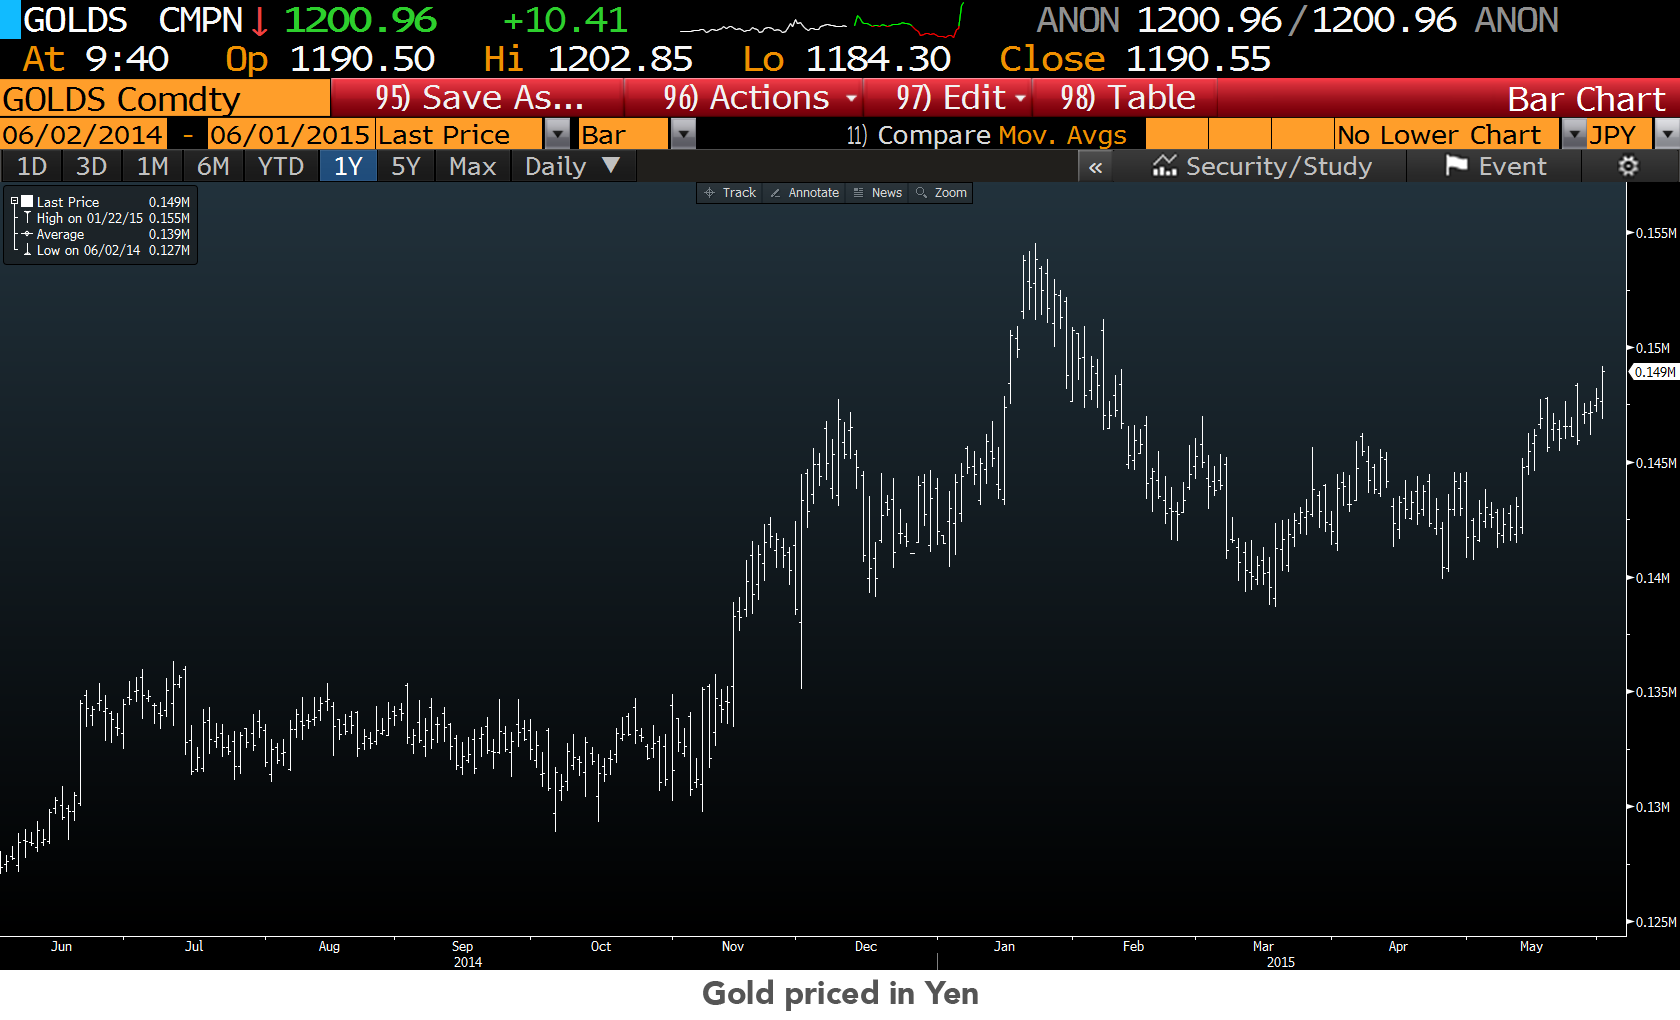 GOLDS CMPN↓ 1200.96 +10.41 ANON 1200.96/1200.96 ANON
At 9:40 Op 1190.50 Hi 1202.85 Lo 1184.30 Close 1190.55
GOLDS Comdty 95) Save As... 96) Actions 97) Edit 98) Table Bar Chart
06/02/2014 - 06/01/2015 Last Price Bar 11) Compare Mov. Avgs No Lower Chart JPY
1D 3D 1M 6M YTD 1Y 5Y Max Daily ▼ « Security/Study Event
Track Annotate News Zoom
Last Price 0.149M
High on 01/22/15 0.155M
Average 0.139M
Low on 06/02/14 0.127M
0.155M
0.15M
0.149M
0.145M
0.14M
0.135M
0.13M
0.125M
Jun Jul Aug Sep Oct Nov Dec Jan Feb Mar Apr May
2014 2015
Gold priced in Yen